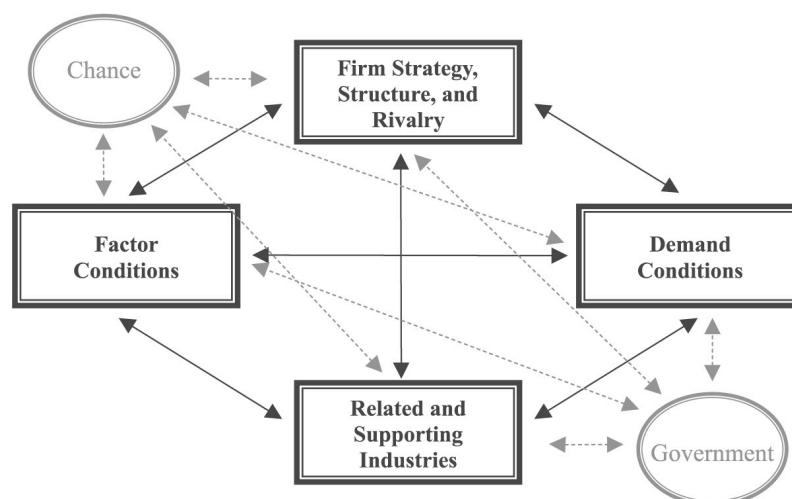 Chance
Firm Strategy,
Structure, and
Rivalry
Factor
Conditions
Demand
Conditions
Related and
Supporting
Industries
Government